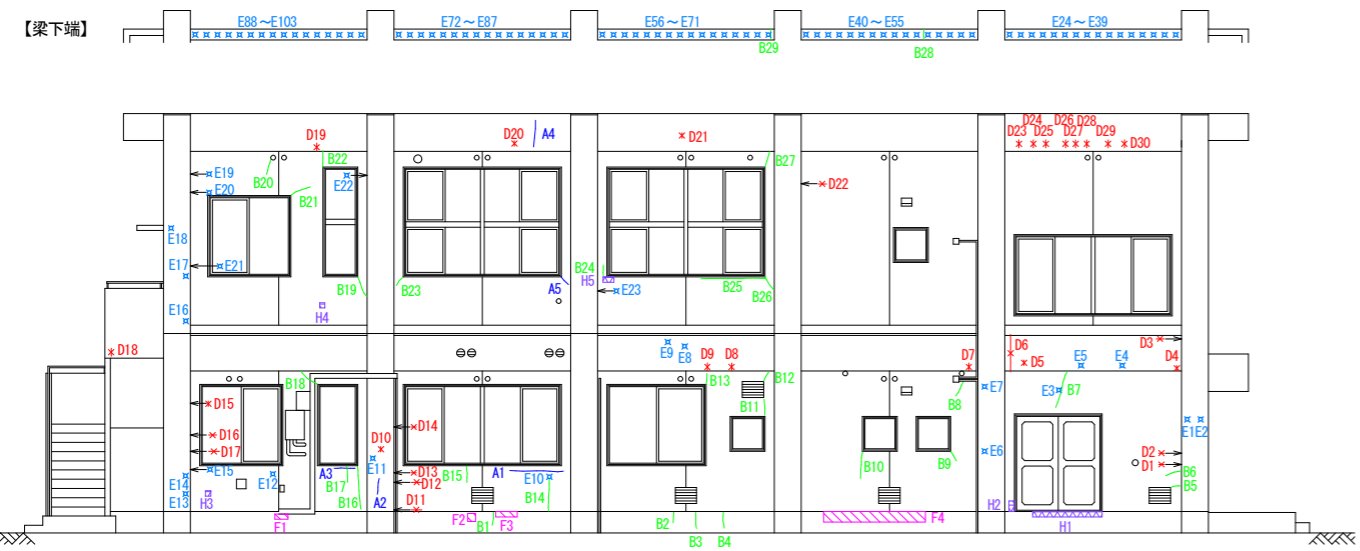 【梁下端】
E88～E103 E72～E87 E56～E71 E40～E55 E24～E39
B29 B28
D19 D20 A4 D21 D24 D26 D28
D23 D25 D27 D29 D30
B22 B27
E19 B20 E22 D22
E20 B21
E18
E17 E21 B24
B19 B23 A5 H5 E23 B25 B26
E16 H4
D18 E9 E8 D9 D8 D7 D6 D5 D3 D4
E5 E4
B18 B13 B12 B8 E7 E3 B7
D15 B11
D16 D14 E1 E2
D17 D10 B10 B9 E6 D2
E15 E11 D1
E14 E12 A3 B17 D13 B15 A1 E10 B6
E13 H3 B16 A2 D12 B14 B5
D11 H2
F1 F2 B1 F3 B2 F4 H1
B3 B4